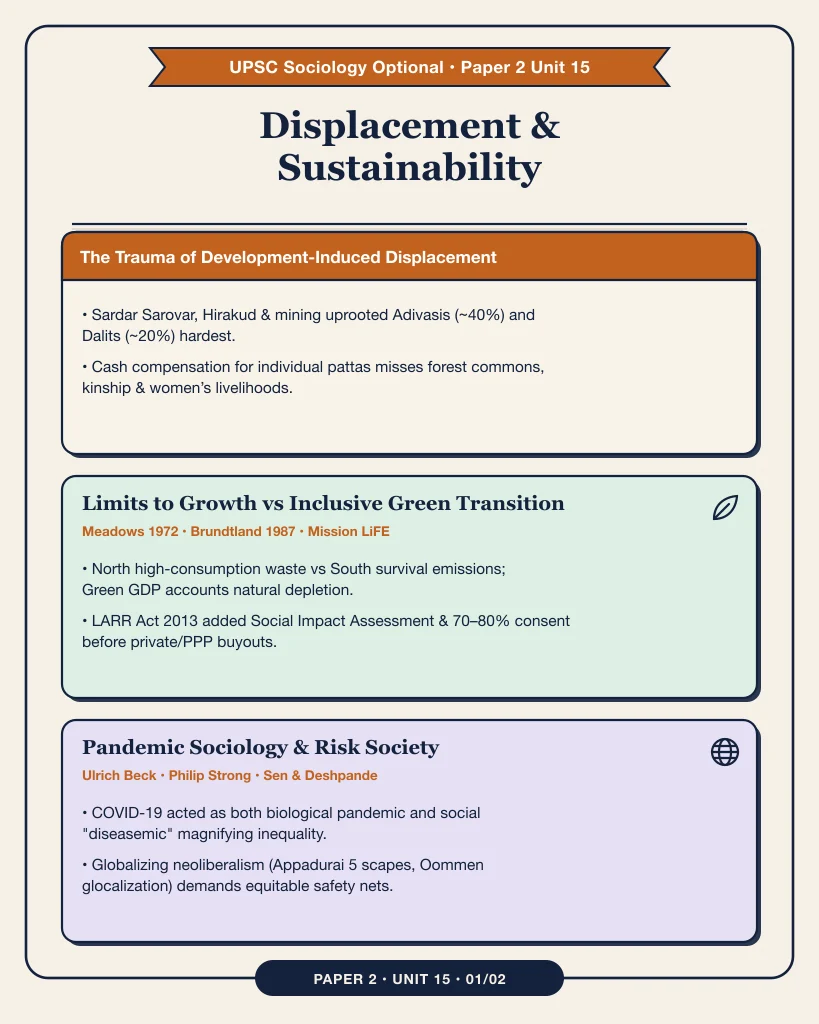 UPSC Sociology Optional • Paper 2 Unit 15
Displacement &
Sustainability
The Trauma of Development-Induced Displacement
• Sardar Sarovar, Hirakud & mining uprooted Adivasis (~40%) and
Dalits (~20%) hardest.
• Cash compensation for individual pattas misses forest commons,
kinship & women’s livelihoods.
Limits to Growth vs Inclusive Green Transition
Meadows 1972 • Brundtland 1987 • Mission LiFE
• North high-consumption waste vs South survival emissions;
Green GDP accounts natural depletion.
• LARR Act 2013 added Social Impact Assessment & 70–80% consent
before private/PPP buyouts.
Pandemic Sociology & Risk Society
Ulrich Beck • Philip Strong • Sen & Deshpande
• COVID-19 acted as both biological pandemic and social
"diseasemic" magnifying inequality.
• Globalizing neoliberalism (Appadurai 5 scapes, Oommen
glocalization) demands equitable safety nets.
PAPER 2 • UNIT 15 • 01/02